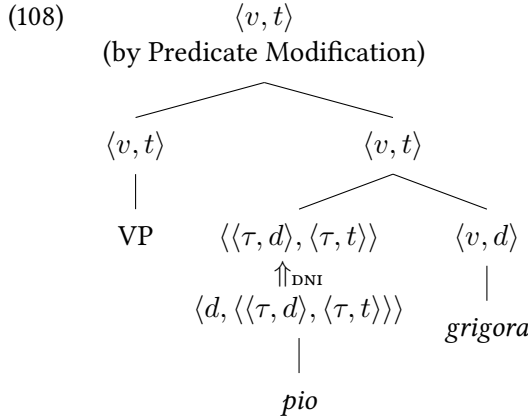 (108) ⟨v, t⟩
(by Predicate Modification)
⟨v, t⟩ ⟨v, t⟩
VP ⟨⟨τ, d⟩, ⟨τ, t⟩⟩ ⟨v, d⟩
⇑DNI
⟨d, ⟨⟨τ, d⟩, ⟨τ, t⟩⟩⟩ grigora
pio